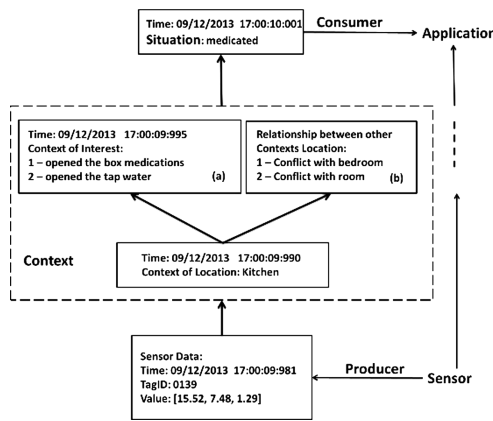 Time: 09/12/2013 17:00:10:001
Situation: medicated
Consumer
Application
Time: 09/12/2013 17:00:09:995
Context of Interest:
1 – opened the box medications
2 – opened the tap water
(a)
Relationship between other
Contexts Location:
1 – Conflict with bedroom
2 – Conflict with room
(b)
Context
Time: 09/12/2013 17:00:09:990
Context of Location: Kitchen
Sensor Data:
Time: 09/12/2013 17:00:09:981
TagID: 0139
Value: [15.52, 7.48, 1.29]
Producer
Sensor